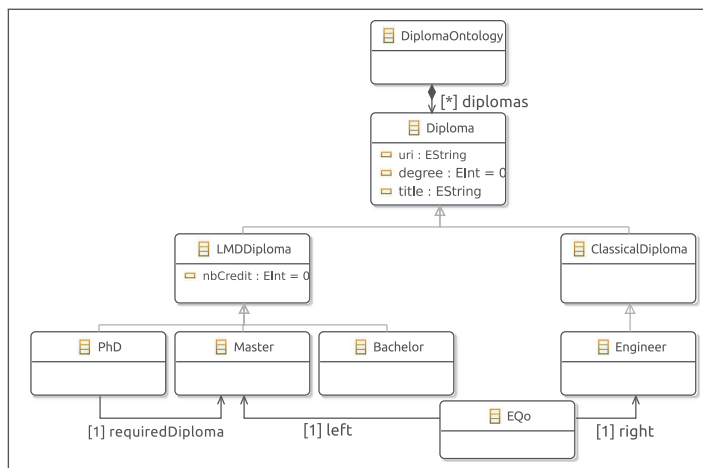 DiplomaOntology
[*] diplomas
Diploma
uri : EString
degree : EInt = 0
title : EString
LMDDiploma
nbCredit : EInt = 0
ClassicalDiploma
PhD
Master
Bachelor
Engineer
[1] requiredDiploma
[1] left
EQo
[1] right